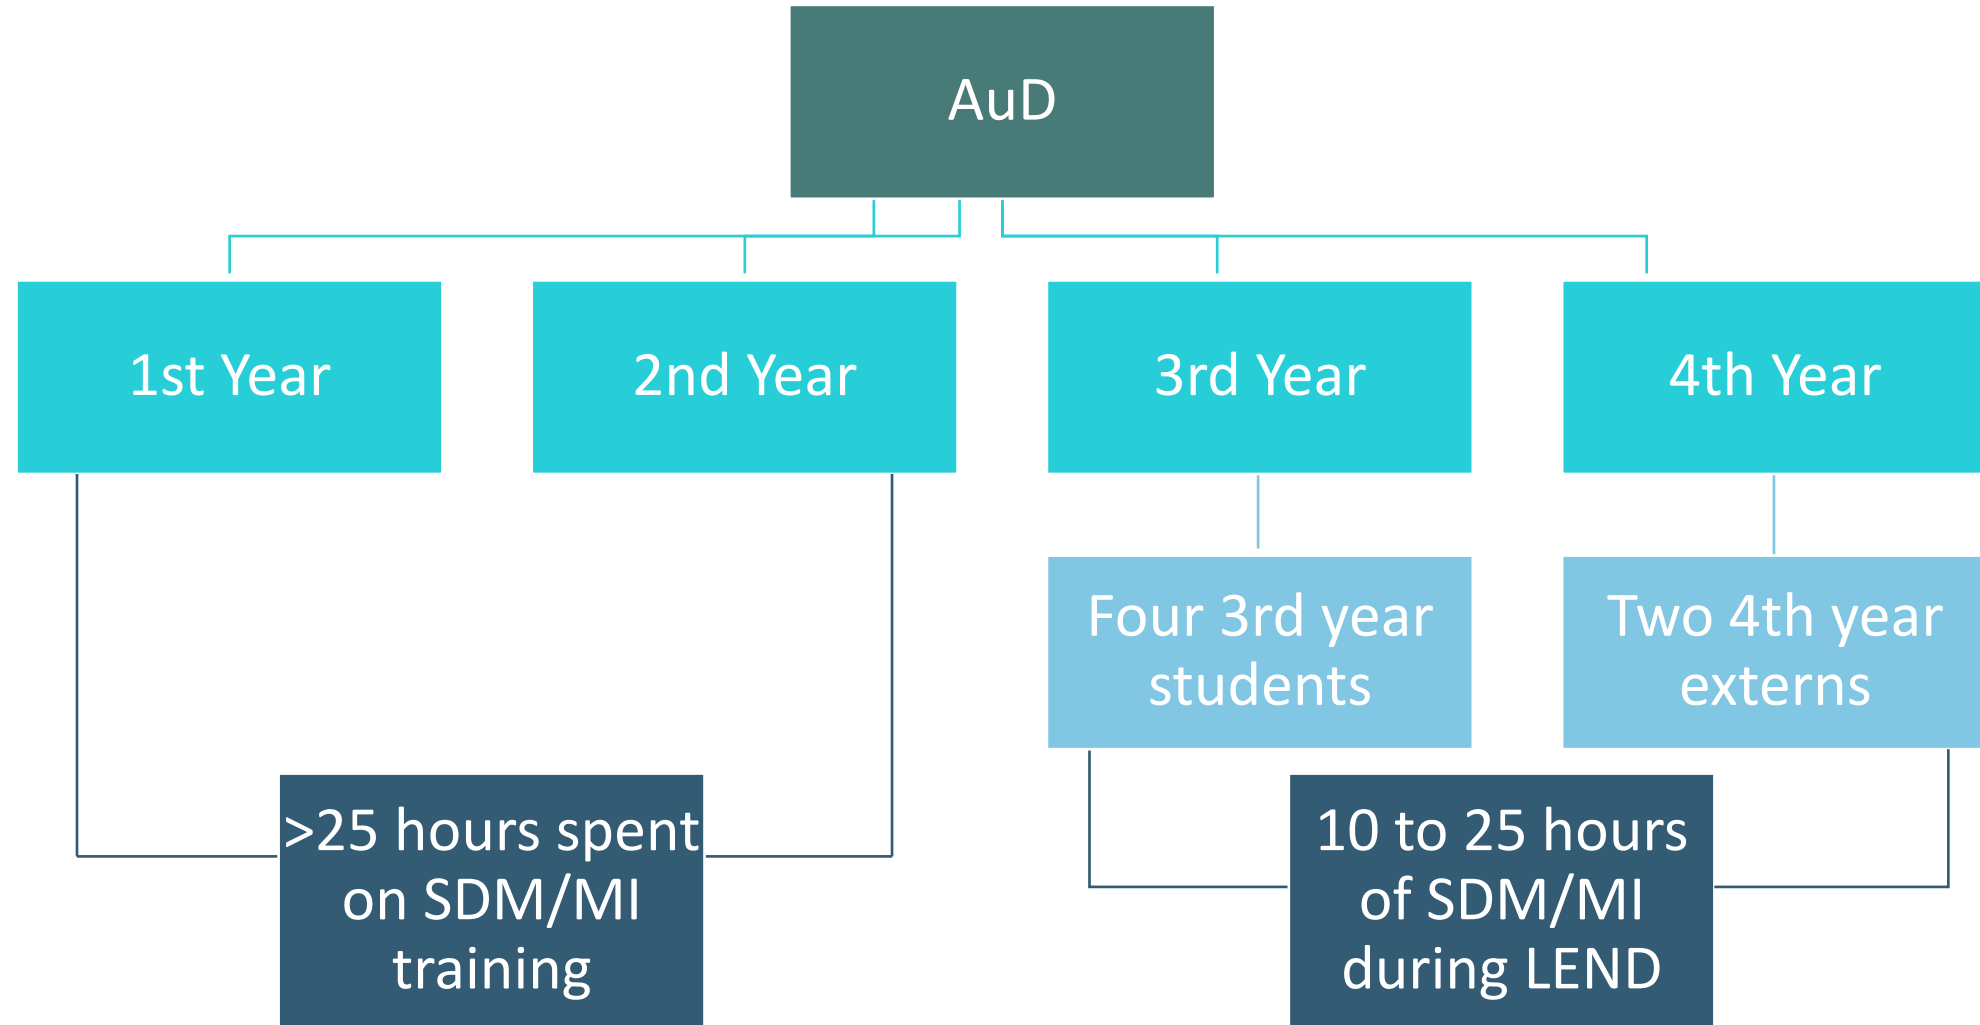 AuD
1st Year
2nd Year
3rd Year
4th Year
Four 3rd year
students
Two 4th year
externs
>25 hours spent
on SDM/MI
training
10 to 25 hours
of SDM/MI
during LEND